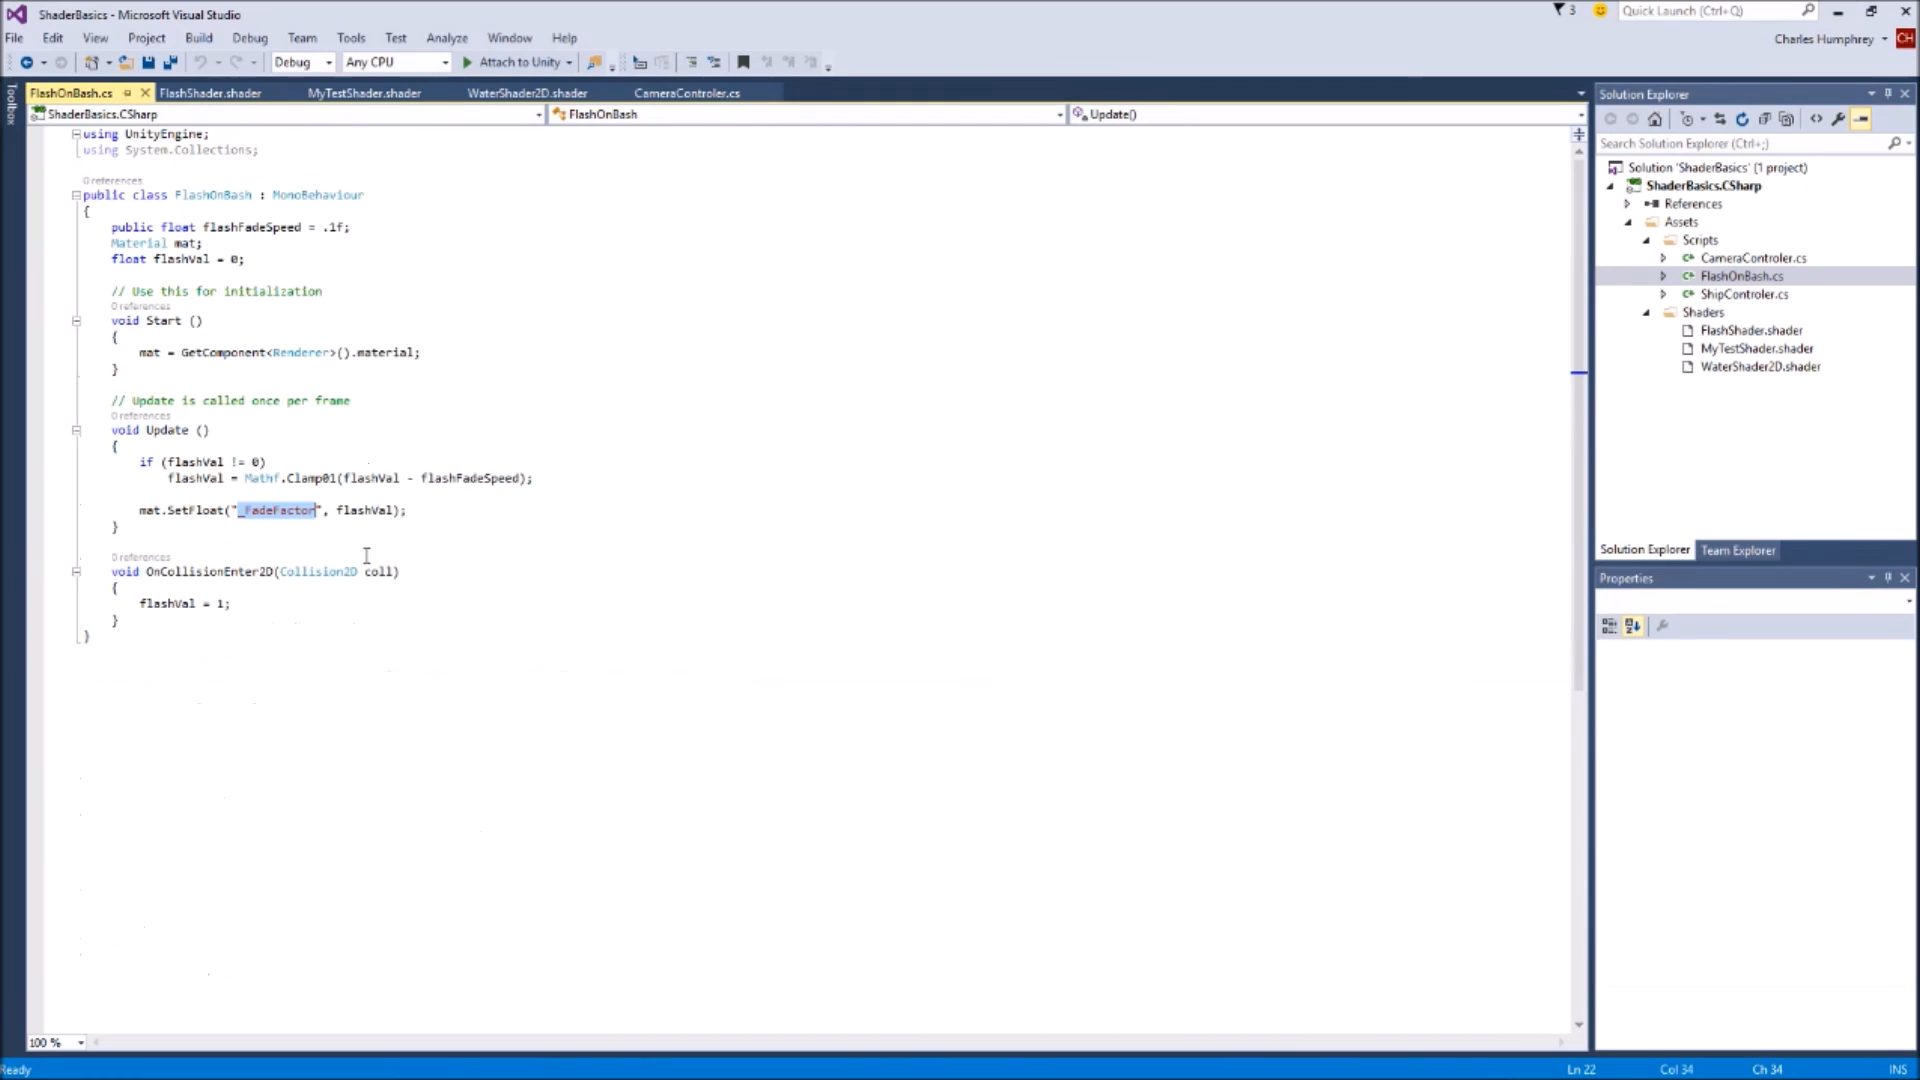 ShaderBasics - Microsoft Visual Studio
3
Quick Launch (Ctrl+Q)
File Edit View Project Build Debug Team Tools Test Analyze Window Help
Charles Humphrey
CH
Debug
Any CPU
Attach to Unity
Toolbox
FlashOnBash.cs
FlashShader.shader
MyTestShader.shader
WaterShader2D.shader
CameraControler.cs
ShaderBasics.CSharp
FlashOnBash
Update()
using UnityEngine;
using System.Collections;
0 references
public class FlashOnBash : MonoBehaviour
{
public float flashFadeSpeed = .1f;
Material mat;
float flashVal = 0;
// Use this for initialization
0 references
void Start ()
{
mat = GetComponent<Renderer>().material;
}
// Update is called once per frame
0 references
void Update ()
{
if (flashVal != 0)
flashVal = Mathf.Clamp01(flashVal - flashFadeSpeed);
mat.SetFloat("_FadeFactor", flashVal);
}
0 references
void OnCollisionEnter2D(Collision2D coll)
{
flashVal = 1;
}
}
100 %
Solution Explorer
Search Solution Explorer (Ctrl+;)
Solution 'ShaderBasics' (1 project)
ShaderBasics.CSharp
References
Assets
Scripts
CameraControler.cs
FlashOnBash.cs
ShipControler.cs
Shaders
FlashShader.shader
MyTestShader.shader
WaterShader2D.shader
Solution Explorer
Team Explorer
Properties
Ready
Ln 22
Col 34
Ch 34
INS